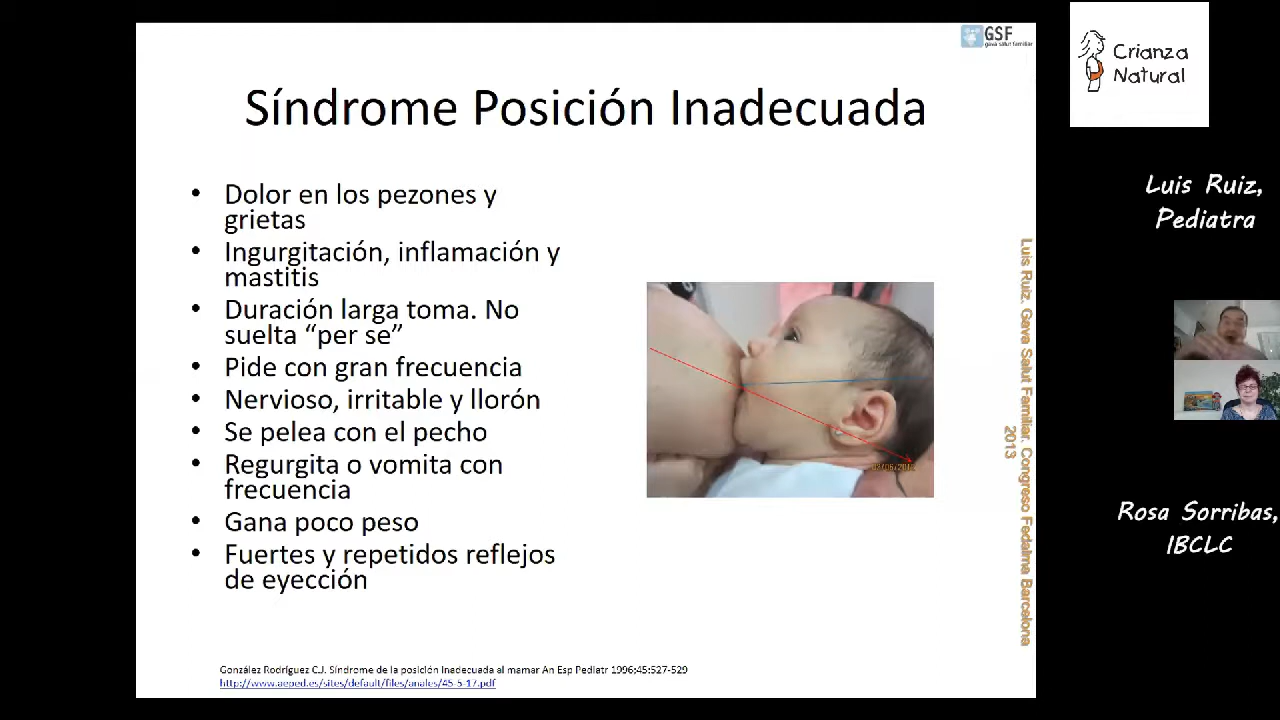 GSF
gava salut familiar
Síndrome Posición Inadecuada
• Dolor en los pezones y
grietas
• Ingurgitación, inflamación y
mastitis
• Duración larga toma. No
suelta “per se”
• Pide con gran frecuencia
• Nervioso, irritable y llorón
• Se pelea con el pecho
• Regurgita o vomita con
frecuencia
• Gana poco peso
• Fuertes y repetidos reflejos
de eyección
González Rodríguez C.J. Síndrome de la posición inadecuada al mamar An Esp Pediatr 1996;45:527-529
http://www.aeped.es/sites/default/files/anales/45-5-17.pdf
Luis Ruiz. Gava Salut Familiar. Congreso Fedalma Barcelona
2013
Crianza
Natural
Luis Ruiz,
Pediatra
Rosa Sorribas,
IBCLC